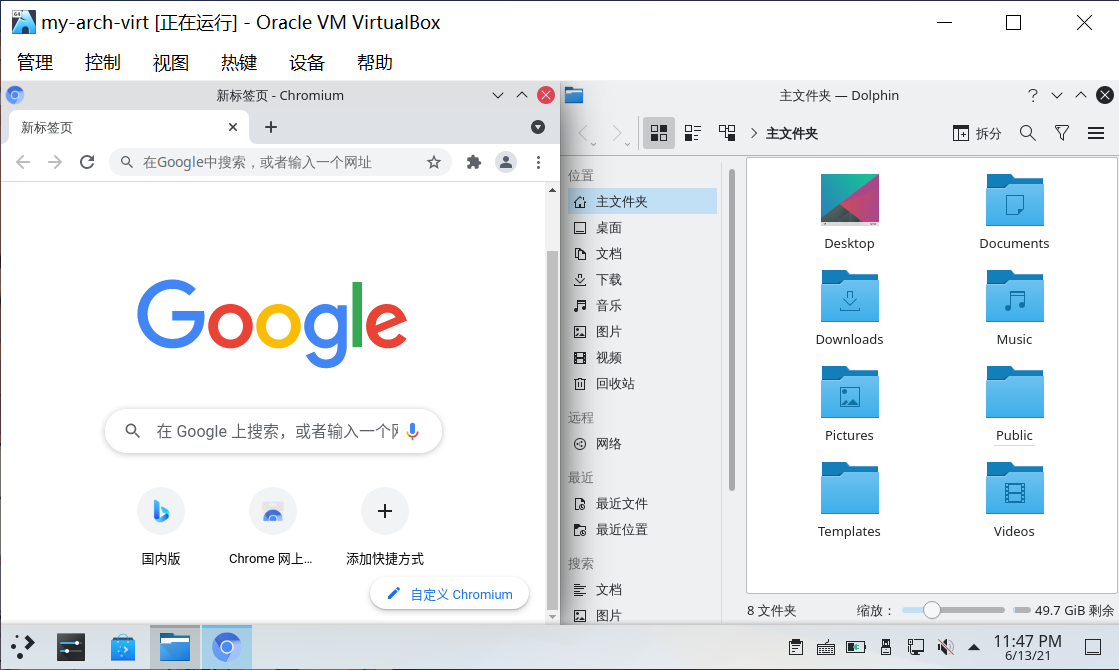 my-arch-virt [正在运行] - Oracle VM VirtualBox
管理 控制 视图 热键 设备 帮助
新标签页 - Chromium
新标签页
在Google中搜索，或者输入一个网址
Google
在 Google 上搜索，或者输入一个网
国内版
Chrome 网上...
添加快捷方式
自定义 Chromium
主文件夹 — Dolphin
主文件夹
拆分
位置
主文件夹
桌面
文档
下载
音乐
图片
视频
回收站
远程
网络
最近
最近文件
最近位置
搜索
文档
图片
Desktop
Documents
Downloads
Music
Pictures
Public
Templates
Videos
8 文件夹
缩放：
49.7 GiB 剩余
11:47 PM
6/13/21